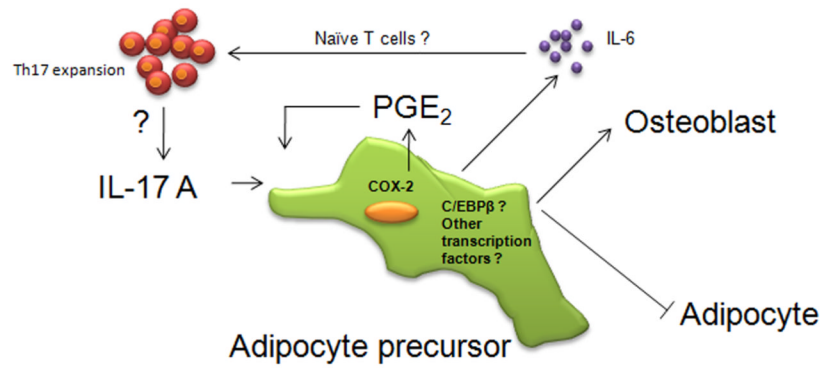 Naïve T cells ?
IL-6
Th17 expansion
?
PGE2
Osteoblast
IL-17 A
COX-2
C/EBPβ ?
Other
transcription
factors ?
Adipocyte
Adipocyte precursor